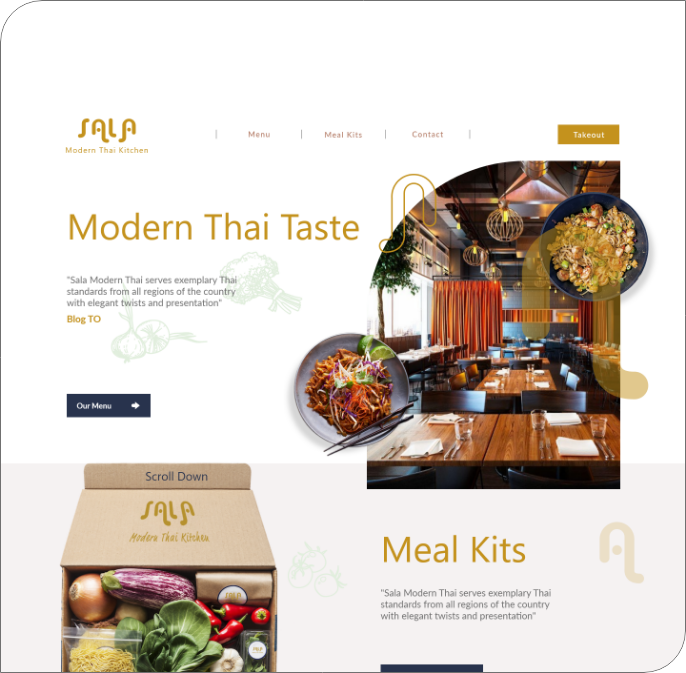 SALA
Modern Thai Kitchen
Menu
Meal Kits
Contact
Takeout
Modern Thai Taste
"Sala Modern Thai serves exemplary Thai
standards from all regions of the country
with elegant twists and presentation"
Blog TO
Our Menu
Scroll Down
SALA
Modern Thai Kitchen
SALA
Meal Kits
"Sala Modern Thai serves exemplary Thai
standards from all regions of the country
with elegant twists and presentation"